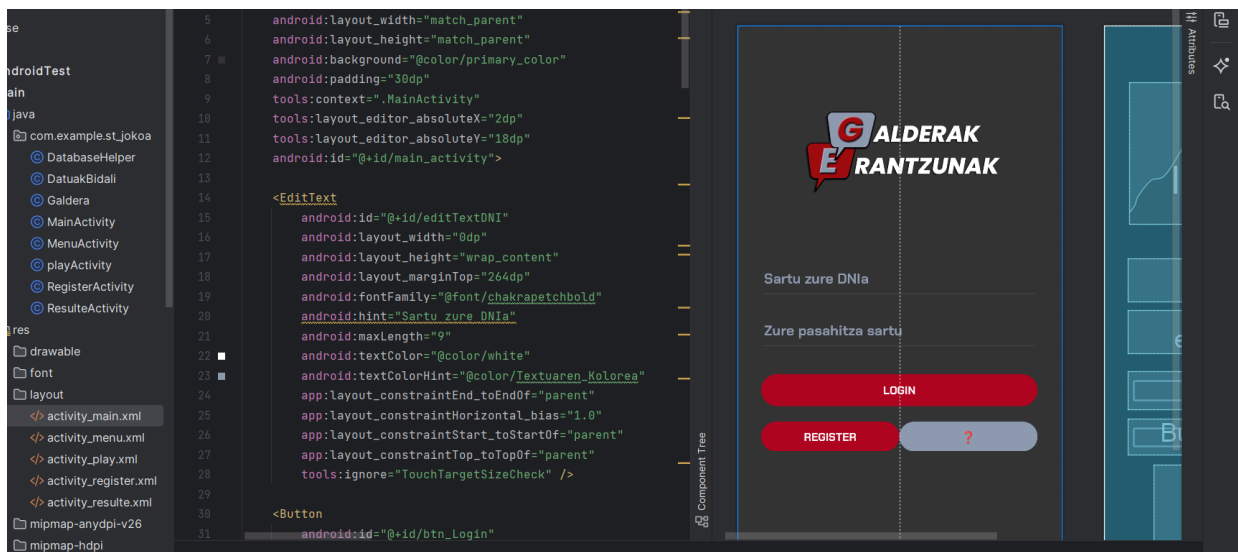 se
ndroidTest
ain
java
com.example.st_jokoa
DatabaseHelper
DatuakBidali
Galdera
MainActivity
MenuActivity
playActivity
RegisterActivity
ResulteActivity
res
drawable
font
layout
activity_main.xml
activity_menu.xml
activity_play.xml
activity_register.xml
activity_resulte.xml
mipmap-anydpi-v26
mipmap-hdpi
5 android:layout_width="match_parent"
6 android:layout_height="match_parent"
7 android:background="@color/primary_color"
8 android:padding="30dp"
9 tools:context=".MainActivity"
10 tools:layout_editor_absoluteX="2dp"
11 tools:layout_editor_absoluteY="18dp"
12 android:id="@+id/main_activity">
13
14 <EditText
15 android:id="@+id/editTextDNI"
16 android:layout_width="0dp"
17 android:layout_height="wrap_content"
18 android:layout_marginTop="264dp"
19 android:fontFamily="@font/chakrapetchbold"
20 android:hint="Sartu zure DNIa"
21 android:maxLength="9"
22 android:textColor="@color/white"
23 android:textColorHint="@color/Textuaren_Kolorea"
24 app:layout_constraintEnd_toEndOf="parent"
25 app:layout_constraintHorizontal_bias="1.0"
26 app:layout_constraintStart_toStartOf="parent"
27 app:layout_constraintTop_toTopOf="parent"
28 tools:ignore="TouchTargetSizeCheck" />
29
30 <Button
31 android:id="@+id/btn_Login"
Component Tree
GALDERAK
ERANTZUNAK
Sartu zure DNIa
Zure pasahitza sartu
LOGIN
REGISTER ?
e
Bu
Attributes